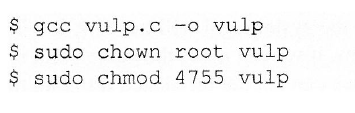 $ gcc vulp.c -o vulp
$ sudo chown root vulp
$ sudo chmod 4755 vulp